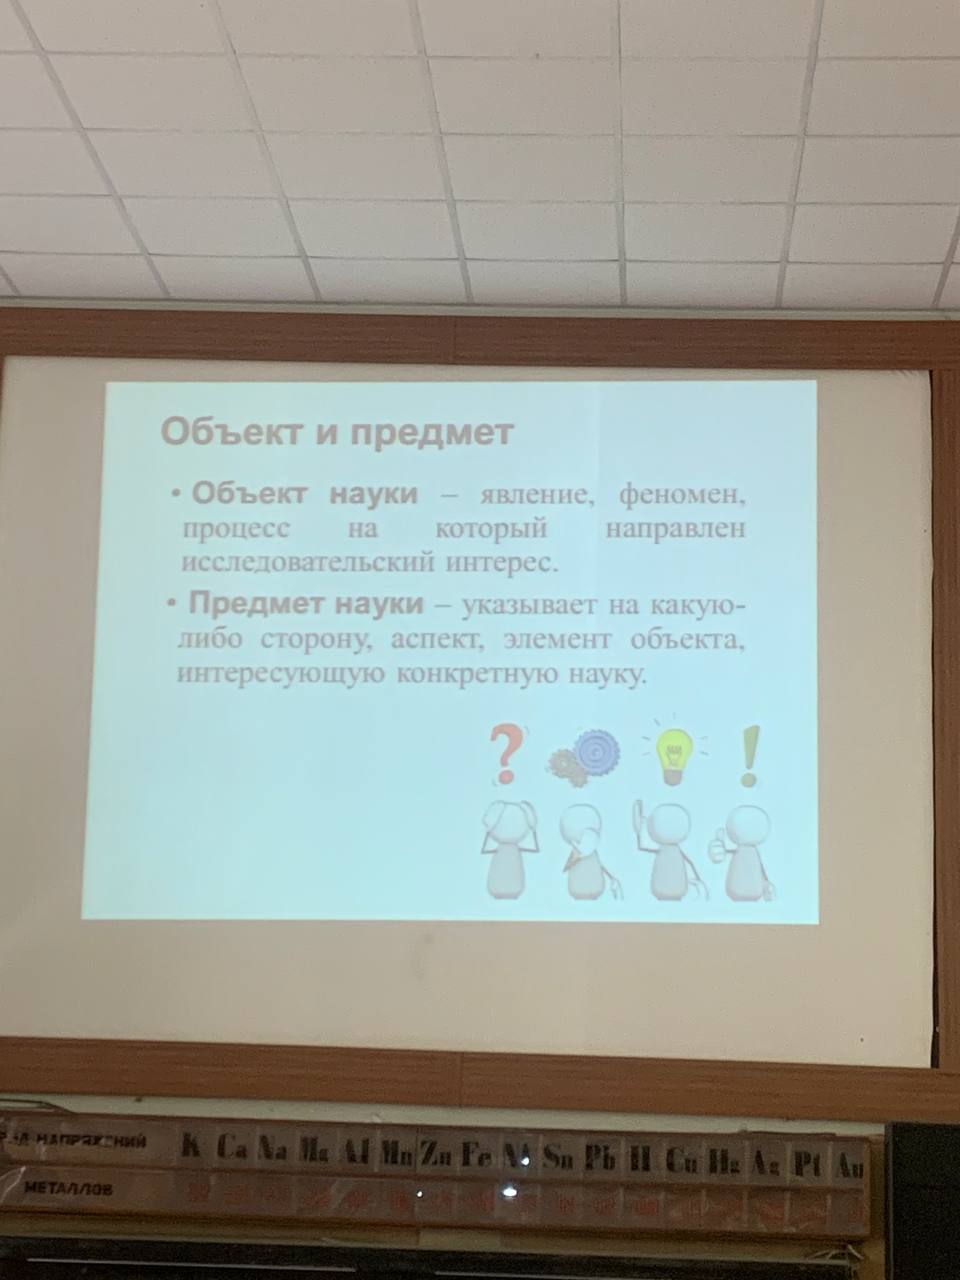 Объект и предмет
• Объект науки – явление, феномен,
процесс на который направлен
исследовательский интерес.
• Предмет науки – указывает на какую-
либо сторону, аспект, элемент объекта,
интересующую конкретную науку.
? !
НАПРЯЖЕНИЙ K Ca Na Mg Al Mn Zn Fe Ni Sn Pb H Cu Hg Ag Pt Au
МЕТАЛЛОВ